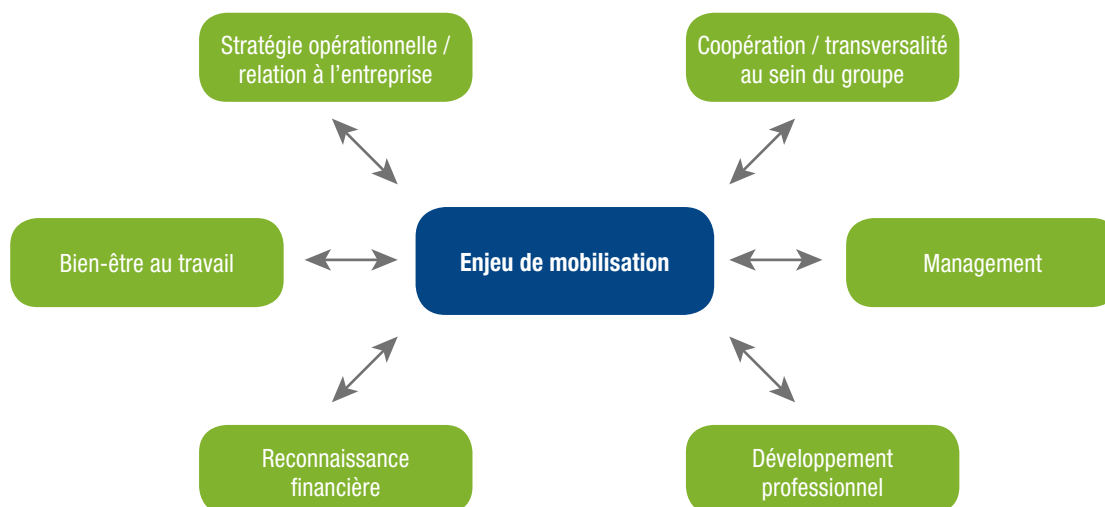 Stratégie opérationnelle /
relation à l'entreprise
Coopération / transversalité
au sein du groupe
Bien-être au travail
Enjeu de mobilisation
Management
Reconnaissance
financière
Développement
professionnel